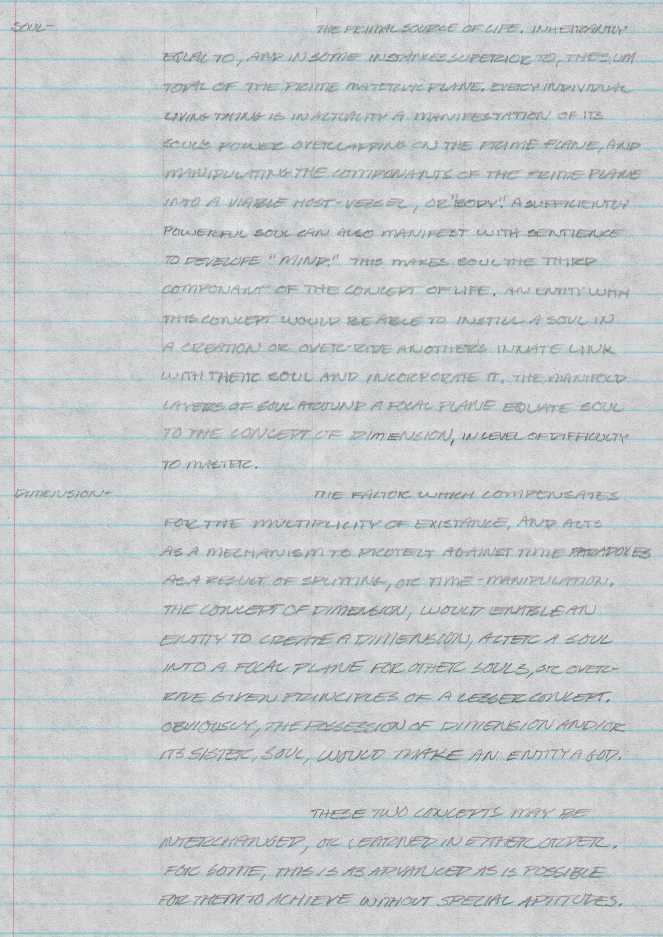 SOUL- THE PRIMAL SOURCE OF LIFE. INHERRANTLY
EQUAL TO, AND IN SOME INSTANCES SUPERIOR TO, THE SUM
TOTAL OF THE PRIME MATERIAL PLANE. EVERY INDIVIDUAL
LIVING THING IS IN ACTUALITY A MANIFESTATION OF ITS
SOUL'S POWER OVERLAPPING ON THE PRIME PLANE, AND
MANIPULATING THE COMPONANTS OF THE PRIME PLANE
INTO A VIABLE HOST-VESSEL, OR "BODY." A SUFFICIENTLY
POWERFUL SOUL CAN ALSO MANIFEST WITH SENTIENCE
TO DEVELOPE "MIND." THIS MAKES SOUL THE THIRD
COMPONANT OF THE CONCEPT OF LIFE. AN ENTITY WITH
THIS CONCEPT WOULD BE ABLE TO INSTILL A SOUL IN
A CREATION OR OVER-RIDE ANOTHER'S INNATE LINK
WITH THEIR SOUL AND INCORPORATE IT. THE MANIFOLD
LAYERS OF SOUL AROUND A FOCAL PLANE EQUATE SOUL
TO THE CONCEPT OF DIMENSION, IN LEVEL OF DIFFICULTY
TO MASTER.
DIMENSION- THE FACTOR WHICH COMPENSATES
FOR THE MULTIPLICITY OF EXISTANCE, AND ACTS
AS A MECHANISM TO PROTECT AGAINST TIME PARADOXES
AS A RESULT OF SPLITTING, OR TIME-MANIPULATION.
THE CONCEPT OF DIMENSION, WOULD ENABLE AN
ENTITY TO CREATE A DIMENSION, ALTER A SOUL
INTO A FOCAL PLANE FOR OTHER SOULS, OR OVER-
RIDE GIVEN PRINCIPLES OF A LESSER CONCEPT.
OBVIOUSLY, THE POSSESSION OF DIMENSION AND/OR
ITS SISTER, SOUL, WOULD MAKE AN ENTITY A GOD.
THESE TWO CONCEPTS MAY BE
INTERCHANGED, OR LEARNED IN EITHER ORDER.
FOR SOME, THIS IS AS ADVANCED AS IS POSSIBLE
FOR THEM TO ACHIEVE WITHOUT SPECIAL APTITUDES.